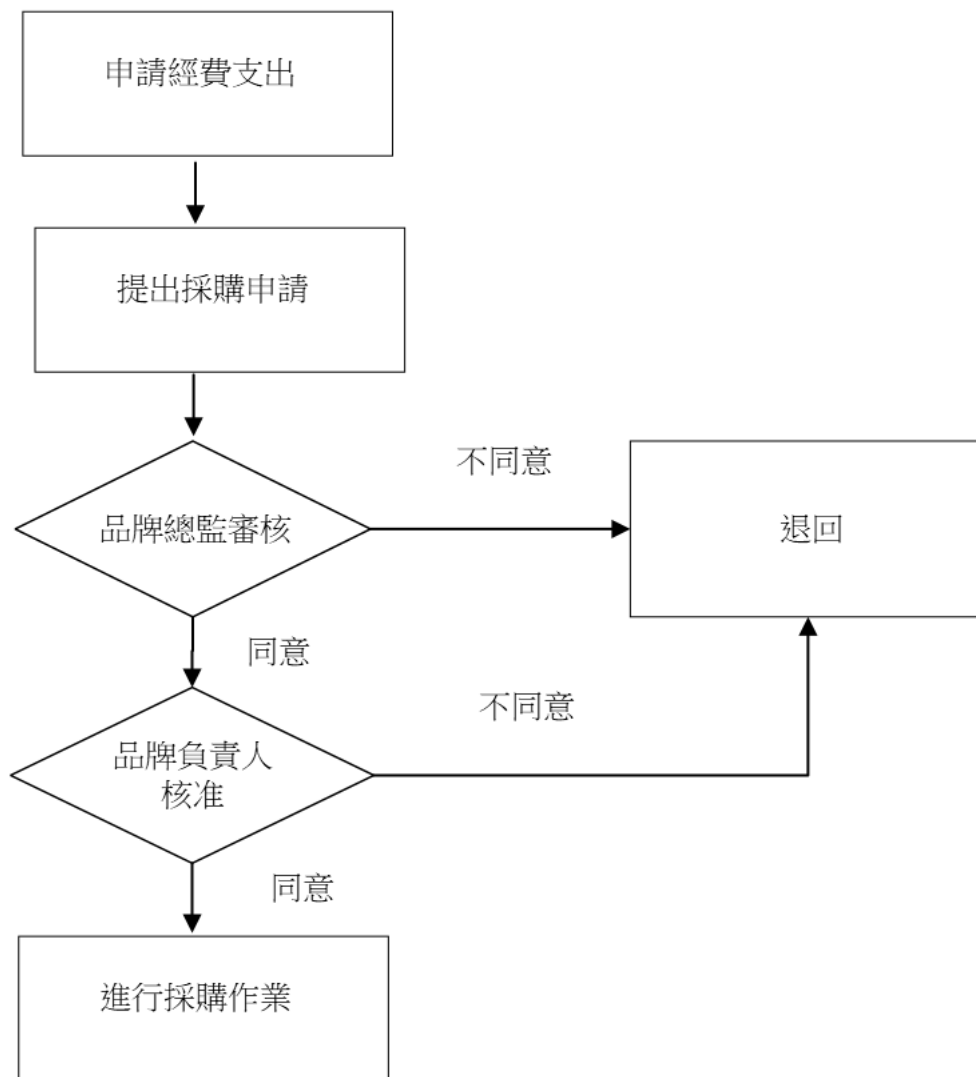 申請經費支出
提出採購申請
不同意
品牌總監審核
退回
同意
不同意
品牌負責人
核准
同意
進行採購作業